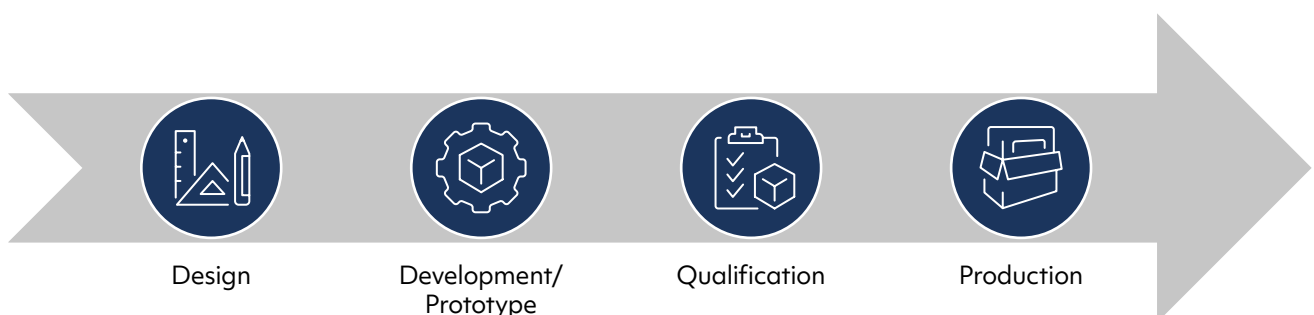 Design
Development/
Prototype
Qualification
Production